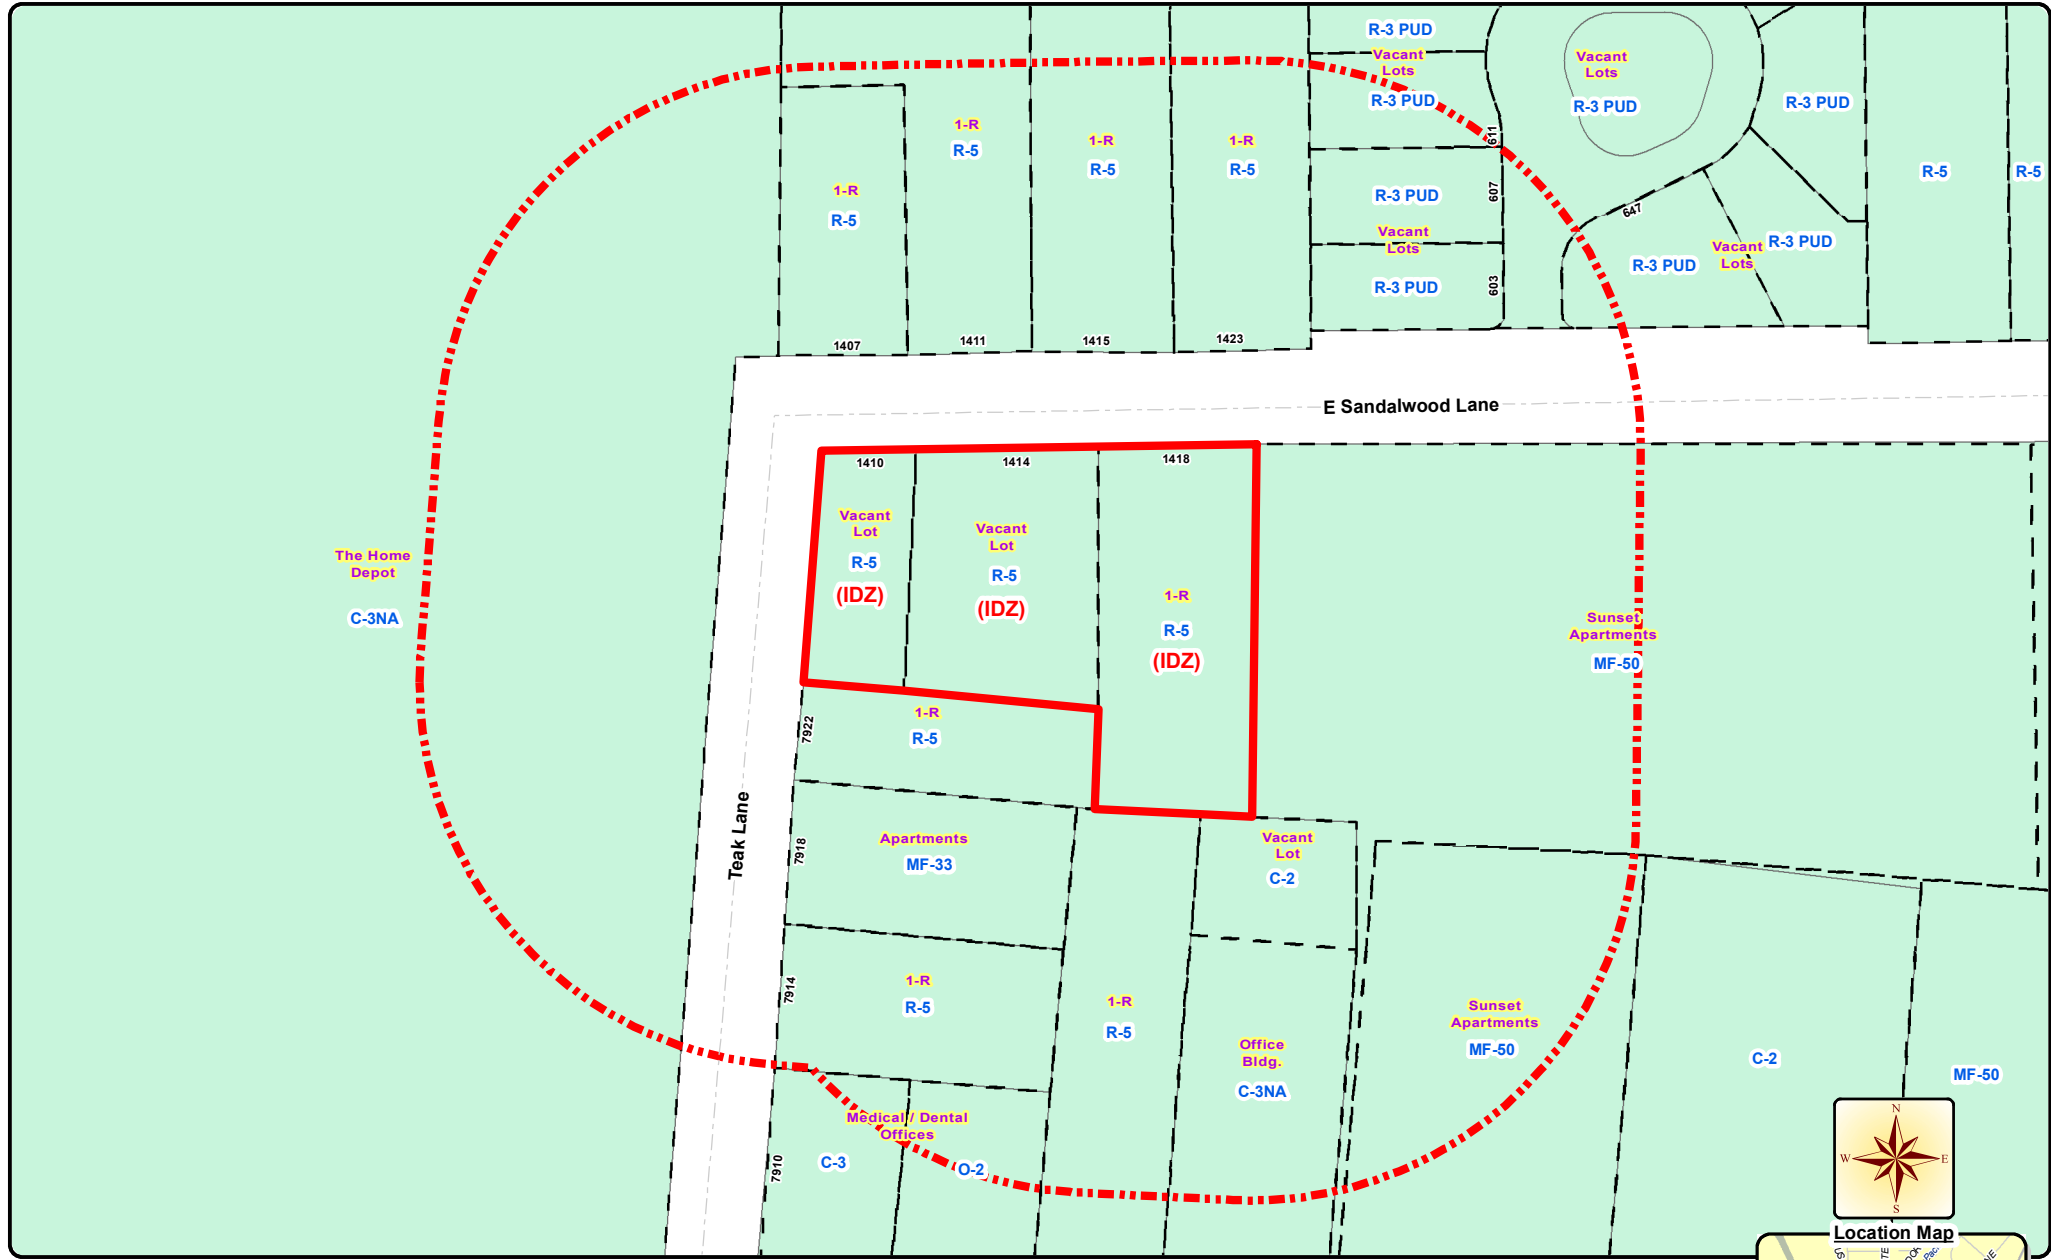 R-3 PUD
Vacant
Lots
R-3 PUD
611
Vacant
Lots
R-3 PUD
R-3 PUD
1-R
R-5
1-R
R-5
1-R
R-5
1-R
R-5
R-5
R-5
R-3 PUD
607
647
Vacant
Lots
R-3 PUD
603
R-3 PUD
Vacant
Lots
R-3 PUD
1407
1411
1415
1423
E Sandalwood Lane
1410
1414
1418
Vacant
Lot
R-5
(IDZ)
Vacant
Lot
R-5
(IDZ)
1-R
R-5
(IDZ)
The Home
Depot
C-3NA
Sunset
Apartments
MF-50
7922
1-R
R-5
Teak Lane
7918
Apartments
MF-33
Vacant
Lot
C-2
7914
1-R
R-5
1-R
R-5
Office
Bldg.
C-3NA
Sunset
Apartments
MF-50
C-2
MF-50
7910
Medical / Dental
Offices
C-3
O-2
N
W
E
S
Location Map